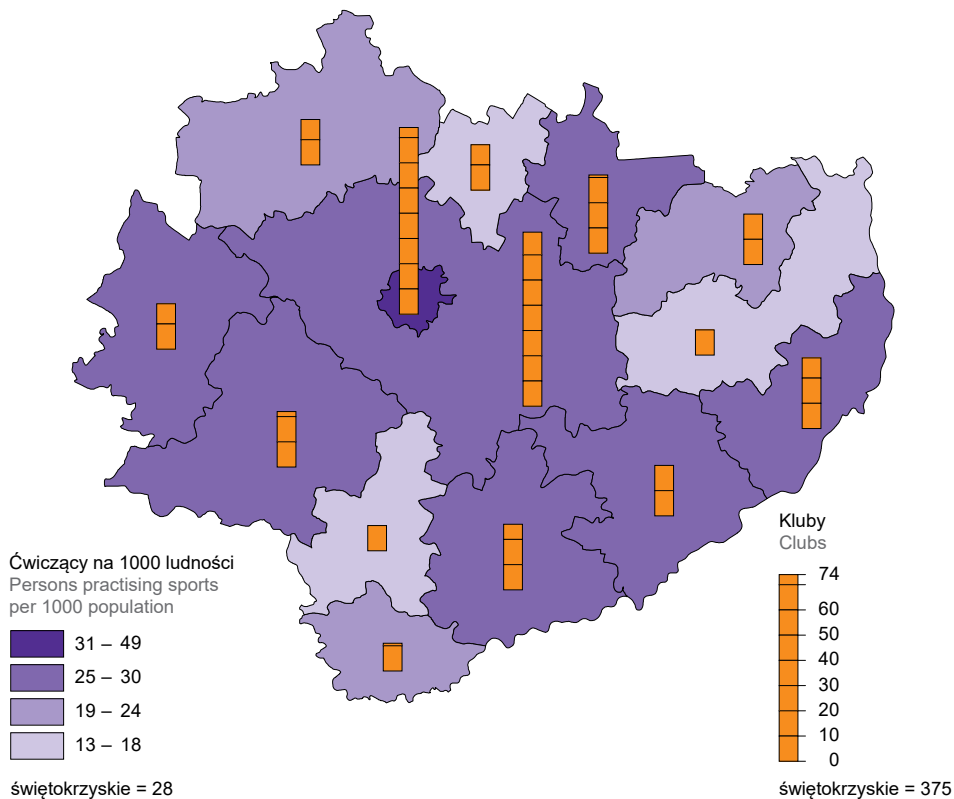 Ćwiczący na 1000 ludności
Persons practising sports
per 1000 population
31 – 49
25 – 30
19 – 24
13 – 18
świętokrzyskie = 28
Kluby
Clubs
74
60
50
40
30
20
10
0
świętokrzyskie = 375